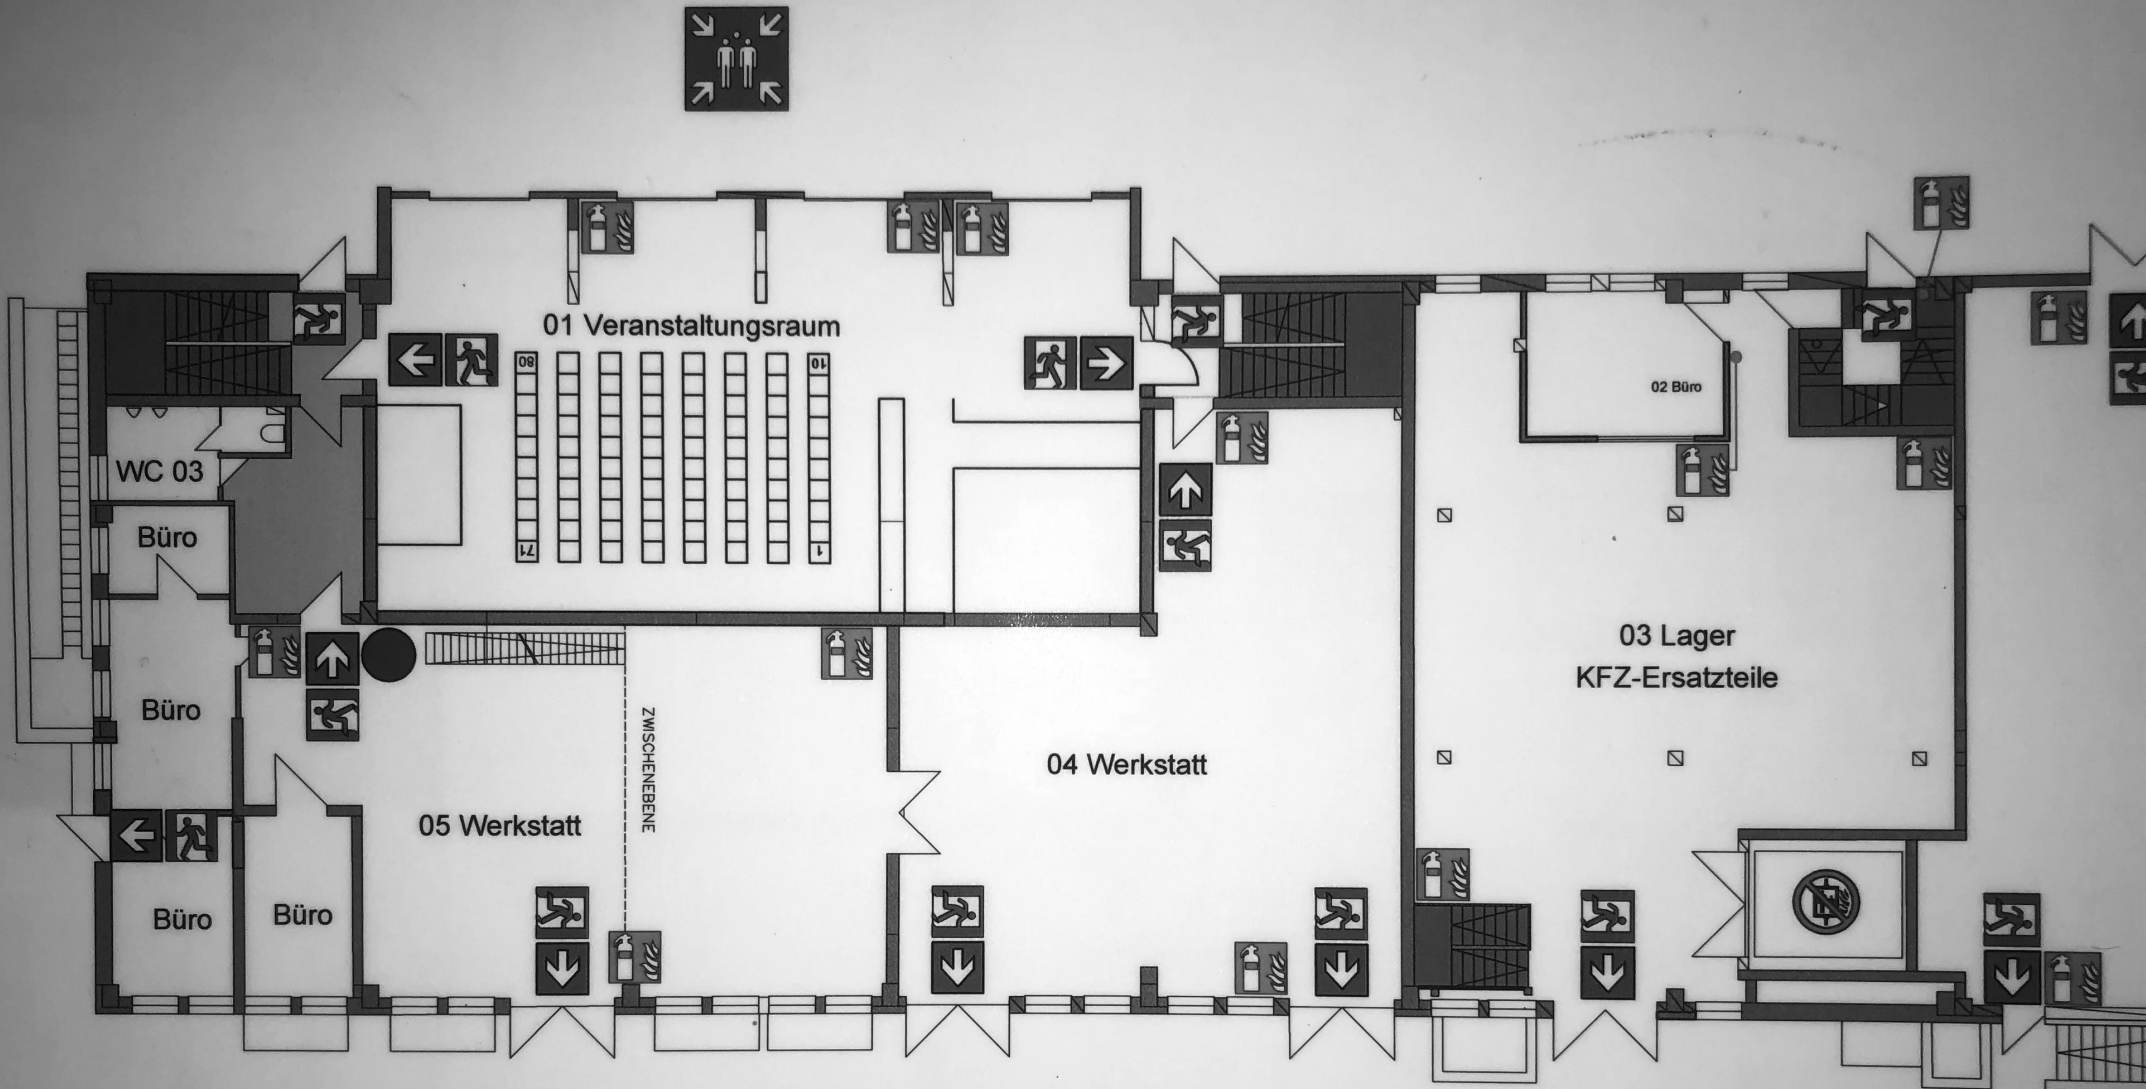 01 Veranstaltungsraum
80
10
71
1
02 Büro
WC 03
Büro
Büro
03 Lager
KFZ-Ersatzteile
ZWISCHENEBENE
04 Werkstatt
05 Werkstatt
Büro
Büro